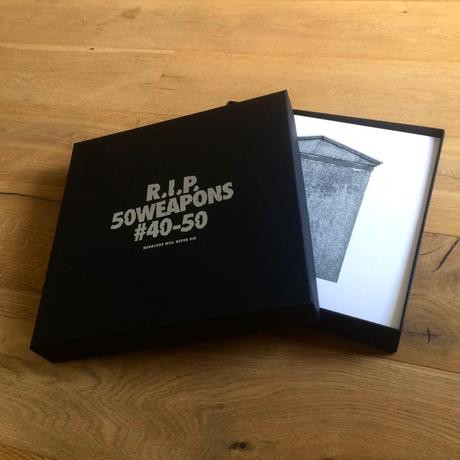 R.I.P.
50WEAPONS
#40-50
HARDCORE WILL NEVER DIE